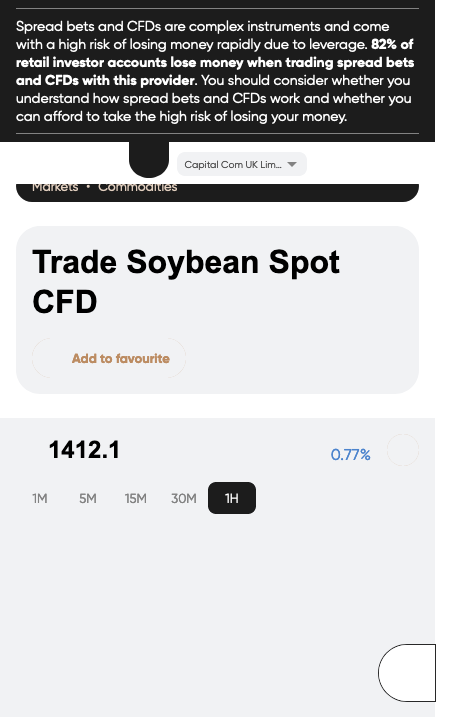 Spread bets and CFDs are complex instruments and come
with a high risk of losing money rapidly due to leverage. 82% of
retail investor accounts lose money when trading spread bets
and CFDs with this provider. You should consider whether you
understand how spread bets and CFDs work and whether you
can afford to take the high risk of losing your money.
Capital Com UK Lim...
Markets • Commodities
Trade Soybean Spot
CFD
Add to favourite
1412.1
0.77%
1M 5M 15M 30M 1H